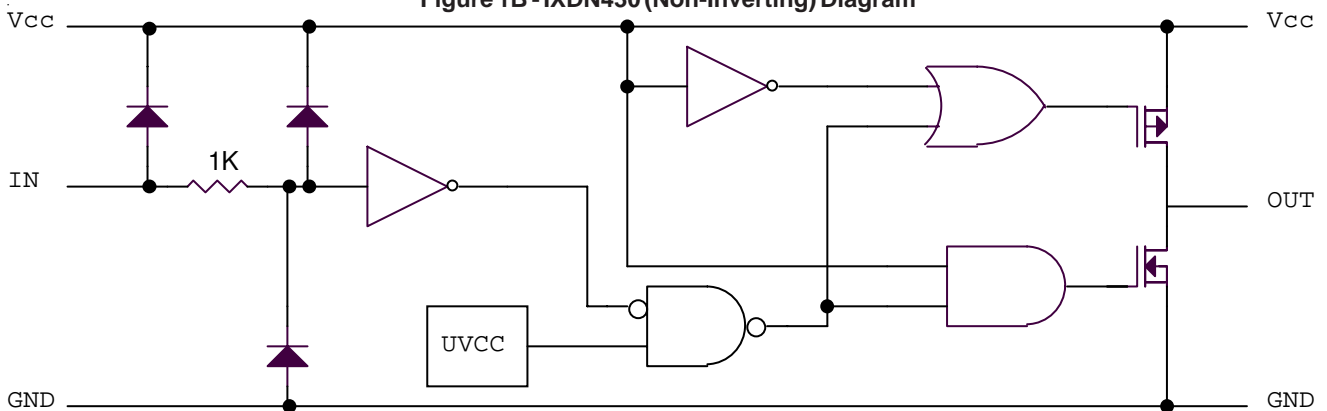 Figure 1B - IXDN430 (Non-Inverting) Diagram
Vcc Vcc
1K
IN
OUT
UVCC
GND GND